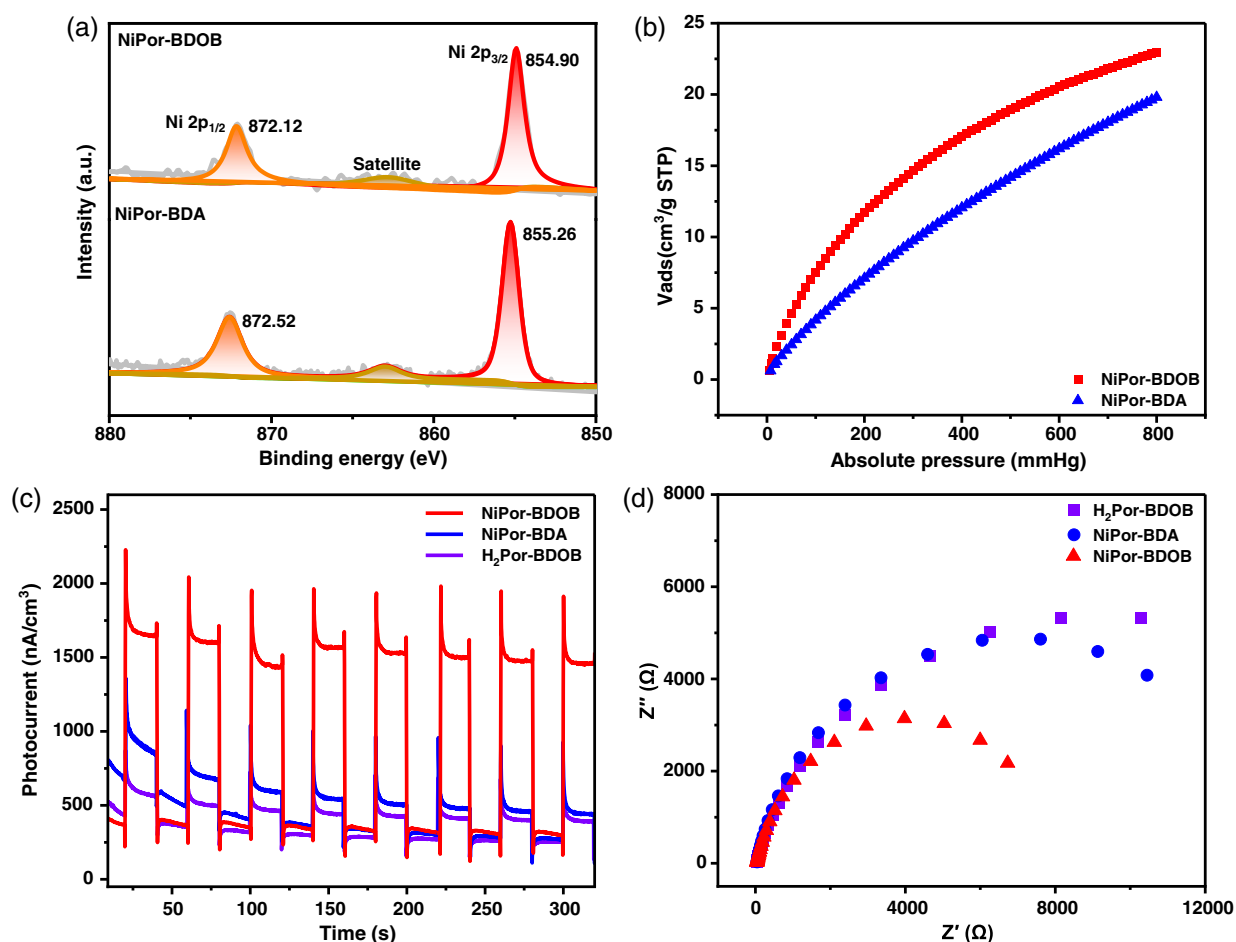 (a)
NiPor-BDOB
Ni 2p3/2
854.90
Ni 2p1/2
872.12
Satellite
NiPor-BDA
855.26
872.52
Intensity (a.u.)
880
870
860
850
Binding energy (eV)
(b)
25
20
15
10
5
0
Vads(cm³/g STP)
NiPor-BDOB
NiPor-BDA
0
200
400
600
800
Absolute pressure (mmHg)
(c)
2500
2000
1500
1000
500
0
Photocurrent (nA/cm³)
NiPor-BDOB
NiPor-BDA
H₂Por-BDOB
50
100
150
200
250
300
Time (s)
(d)
8000
6000
4000
2000
0
Z″ (Ω)
H₂Por-BDOB
NiPor-BDA
NiPor-BDOB
0
4000
8000
12000
Z′ (Ω)